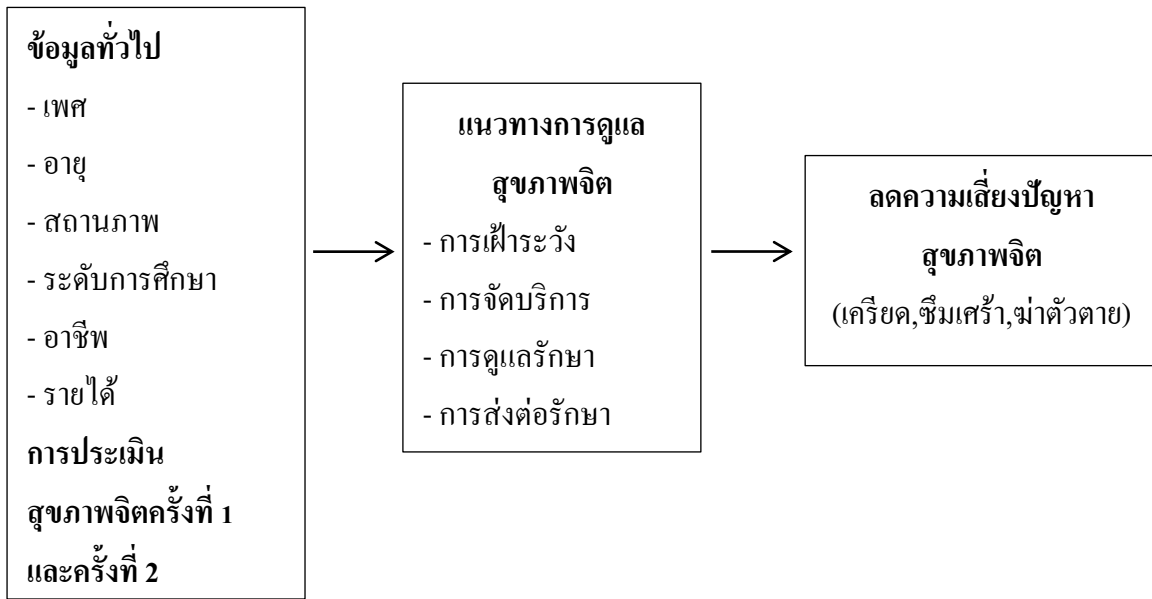 ข้อมูลทั่วไป
- เพศ
- อายุ
- สถานภาพ
- ระดับการศึกษา
- อาชีพ
- รายได้
การประเมิน
สุขภาพจิตครั้งที่ 1
และครั้งที่ 2
แนวทางการดูแล
สุขภาพจิต
- การเฝ้าระวัง
- การจัดบริการ
- การดูแลรักษา
- การส่งต่อรักษา
ลดความเสี่ยงปัญหา
สุขภาพจิต
(เครียด,ซึมเศร้า,ฆ่าตัวตาย)